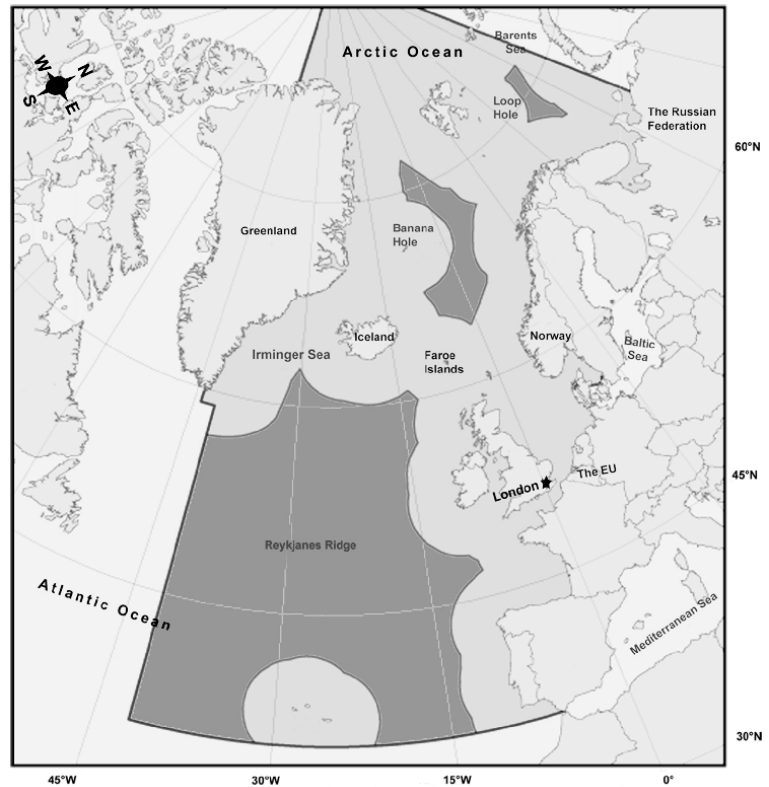 Barents
Sea
Arctic Ocean
W
N
S
E
Loop
Hole
The Russian
Federation
60°N
Greenland
Banana
Hole
Iceland
Norway
Baltic
Sea
Irminger Sea
Faroe
Islands
The EU
45°N
London
Reykjanes Ridge
Atlantic Ocean
Mediterranean Sea
30°N
45°W
30°W
15°W
0°